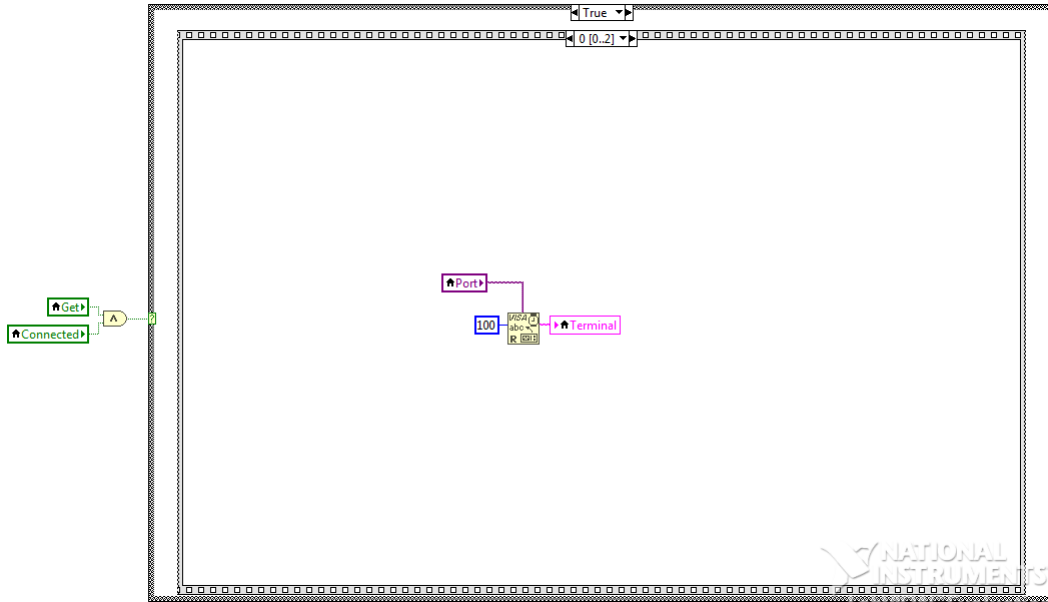 True
0 [0..2]
Port
Get
Connected
100
VISA
abc
R
Terminal
NATIONAL
INSTRUMENTS